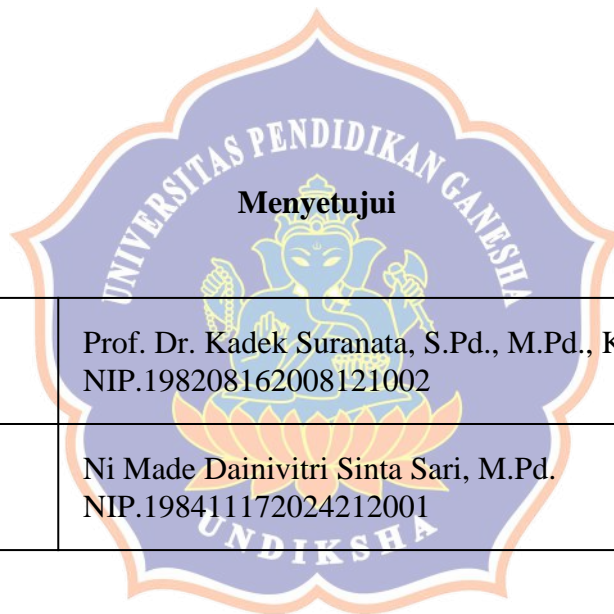 UNIVERSITAS PENDIDIKAN GANESHA
Menyetujui
Prof. Dr. Kadek Suranata, S.Pd., M.Pd.,
NIP.198208162008121002
Ni Made Dainivitri Sinta Sari, M.Pd.
NIP.198411172024212001
UNDIKSHA